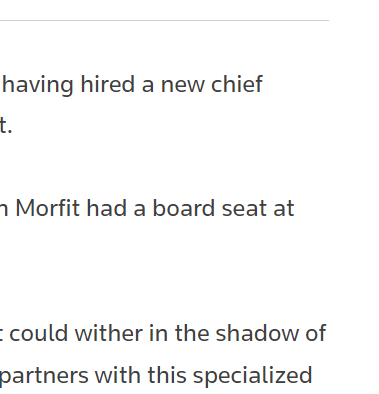 having hired a new chief
t.
n Morfit had a board seat at
t could wither in the shadow of
partners with this specialized